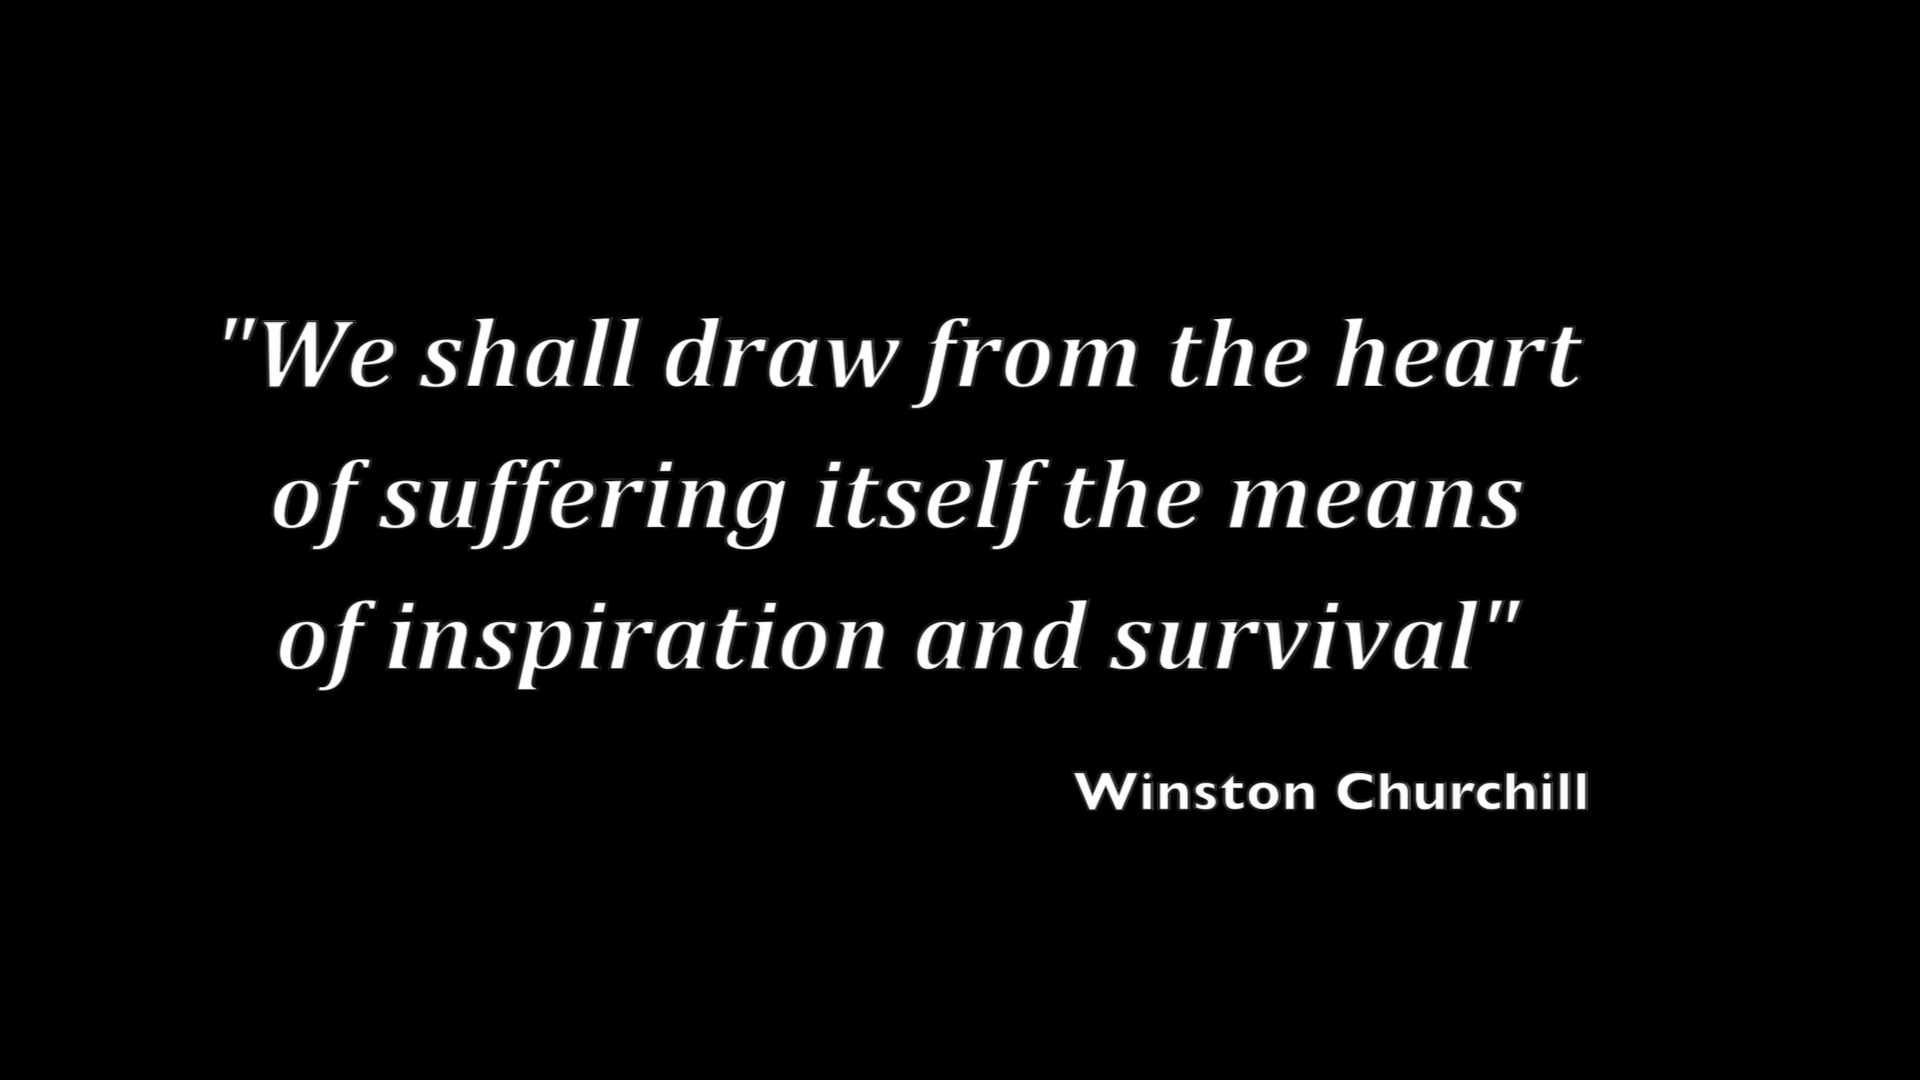 "We shall draw from the heart
of suffering itself the means
of inspiration and survival"
Winston Churchill